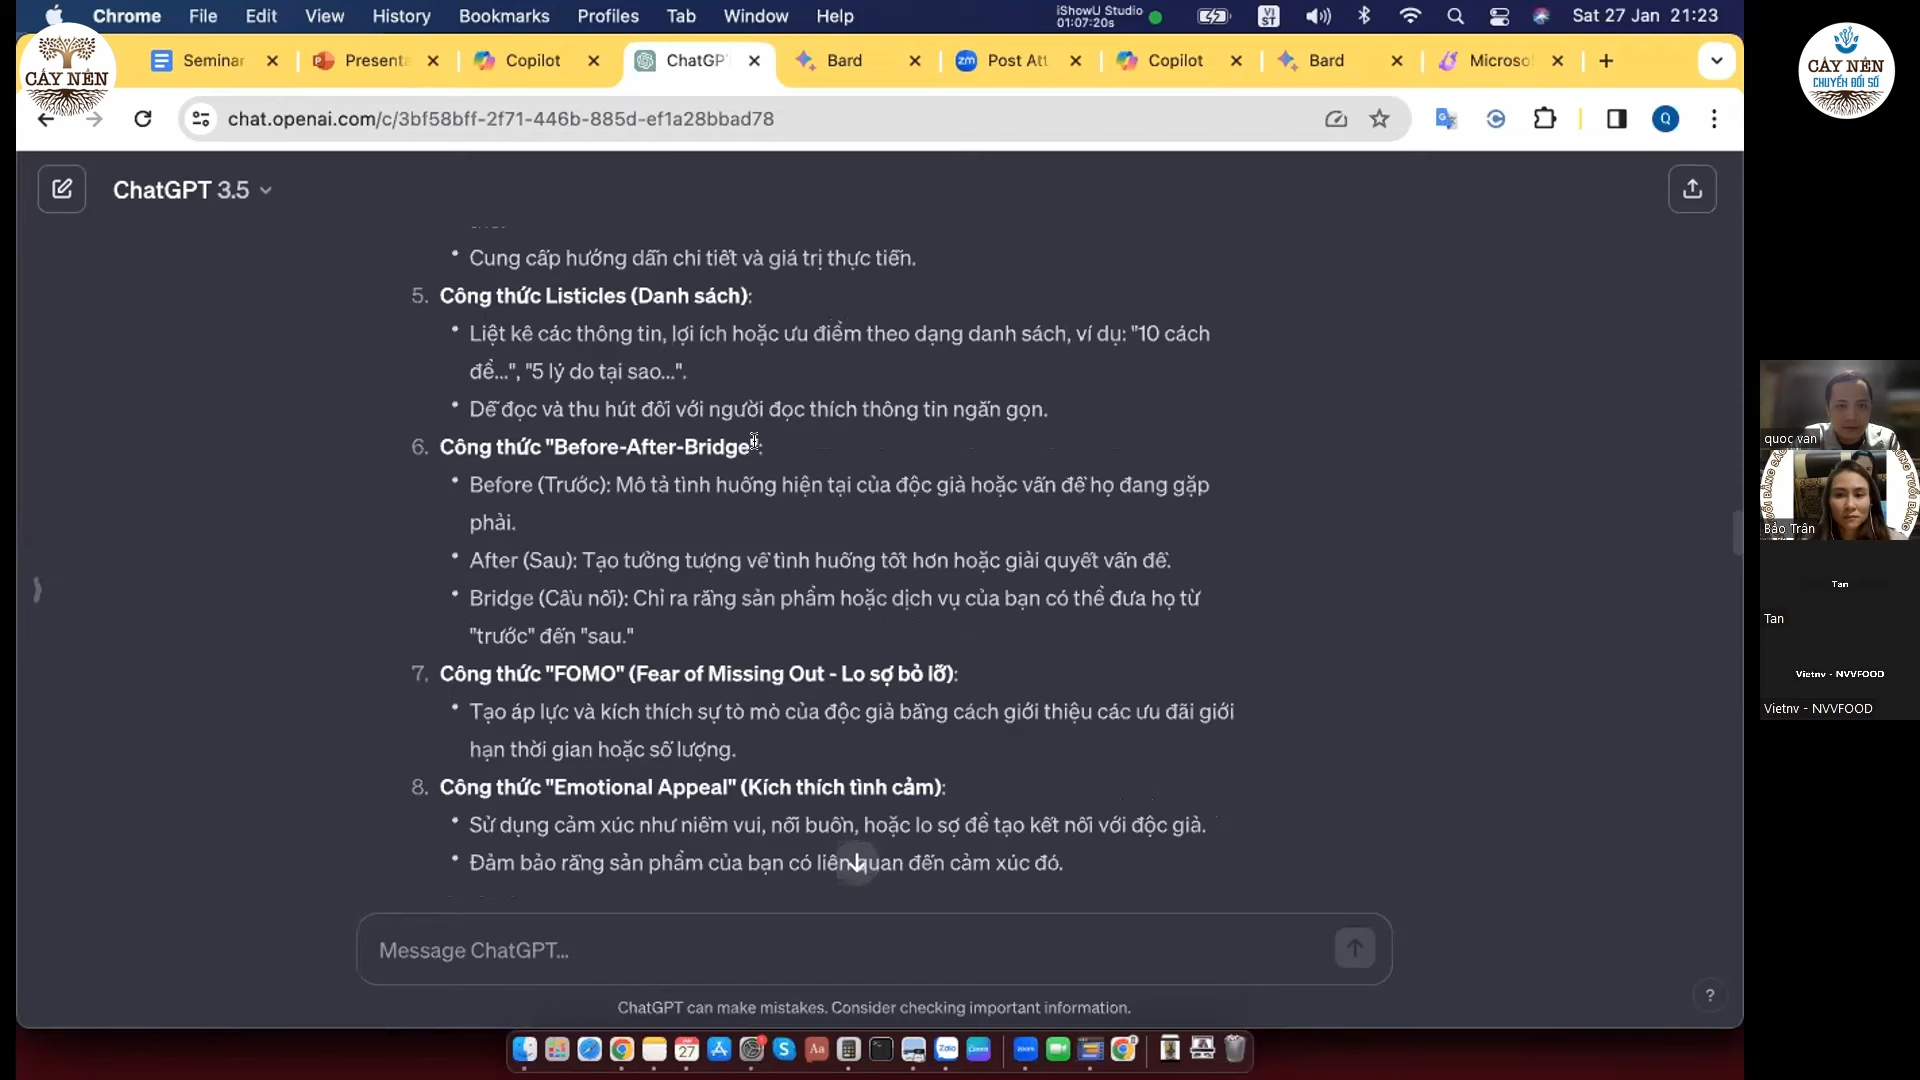 Chrome File Edit View History Bookmarks Profiles Tab Window Help
iShowU Studio
01:07:20s
VI
ST
Sat 27 Jan 21:23
CÂY NÊN
Seminar
Presenta
Copilot
ChatGP
Bard
zm
Post Att
Copilot
Bard
Microso
CÂY NÊN
CHUYỂN ĐỔI SỐ
chat.openai.com/c/3bf58bff-2f71-446b-885d-ef1a28bbad78
Q
ChatGPT 3.5
• Cung cấp hướng dẫn chi tiết và giá trị thực tiễn.
5. Công thức Listicles (Danh sách):
• Liệt kê các thông tin, lợi ích hoặc ưu điểm theo dạng danh sách, ví dụ: "10 cách
để...", "5 lý do tại sao...".
• Dễ đọc và thu hút đối với người đọc thích thông tin ngắn gọn.
6. Công thức "Before-After-Bridge":
• Before (Trước): Mô tả tình huống hiện tại của độc giả hoặc vấn đề họ đang gặp
phải.
• After (Sau): Tạo tưởng tượng về tình huống tốt hơn hoặc giải quyết vấn đề.
• Bridge (Cầu nối): Chỉ ra rằng sản phẩm hoặc dịch vụ của bạn có thể đưa họ từ
"trước" đến "sau."
7. Công thức "FOMO" (Fear of Missing Out - Lo sợ bỏ lỡ):
• Tạo áp lực và kích thích sự tò mò của độc giả bằng cách giới thiệu các ưu đãi giới
hạn thời gian hoặc số lượng.
8. Công thức "Emotional Appeal" (Kích thích tình cảm):
• Sử dụng cảm xúc như niềm vui, nỗi buồn, hoặc lo sợ để tạo kết nối với độc giả.
• Đảm bảo rằng sản phẩm của bạn có liên quan đến cảm xúc đó.
Message ChatGPT...
ChatGPT can make mistakes. Consider checking important information.
?
quoc van
Bảo Trân
Tan
Tan
Vietnv - NVVFOOD
Vietnv - NVVFOOD
27
Aa
Zalo
zoom